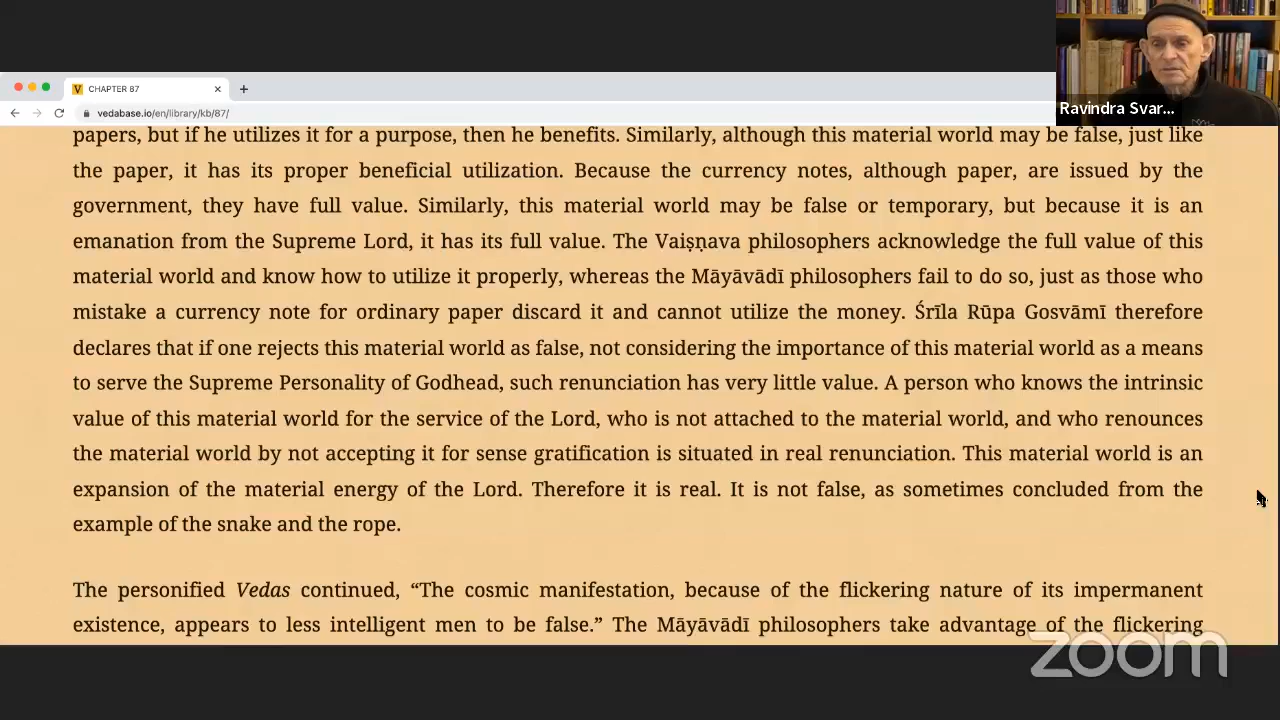 Ravindra Svar...
CHAPTER 87
vedabase.io/en/library/kb/87/
papers, but if he utilizes it for a purpose, then he benefits. Similarly, although this material world may be false, just like
the paper, it has its proper beneficial utilization. Because the currency notes, although paper, are issued by the
government, they have full value. Similarly, this material world may be false or temporary, but because it is an
emanation from the Supreme Lord, it has its full value. The Vaiṣṇava philosophers acknowledge the full value of this
material world and know how to utilize it properly, whereas the Māyāvādī philosophers fail to do so, just as those who
mistake a currency note for ordinary paper discard it and cannot utilize the money. Śrīla Rūpa Gosvāmī therefore
declares that if one rejects this material world as false, not considering the importance of this material world as a means
to serve the Supreme Personality of Godhead, such renunciation has very little value. A person who knows the intrinsic
value of this material world for the service of the Lord, who is not attached to the material world, and who renounces
the material world by not accepting it for sense gratification is situated in real renunciation. This material world is an
expansion of the material energy of the Lord. Therefore it is real. It is not false, as sometimes concluded from the
example of the snake and the rope.
The personified Vedas continued, “The cosmic manifestation, because of the flickering nature of its impermanent
existence, appears to less intelligent men to be false.” The Māyāvādī philosophers take advantage of the flickering
zoom